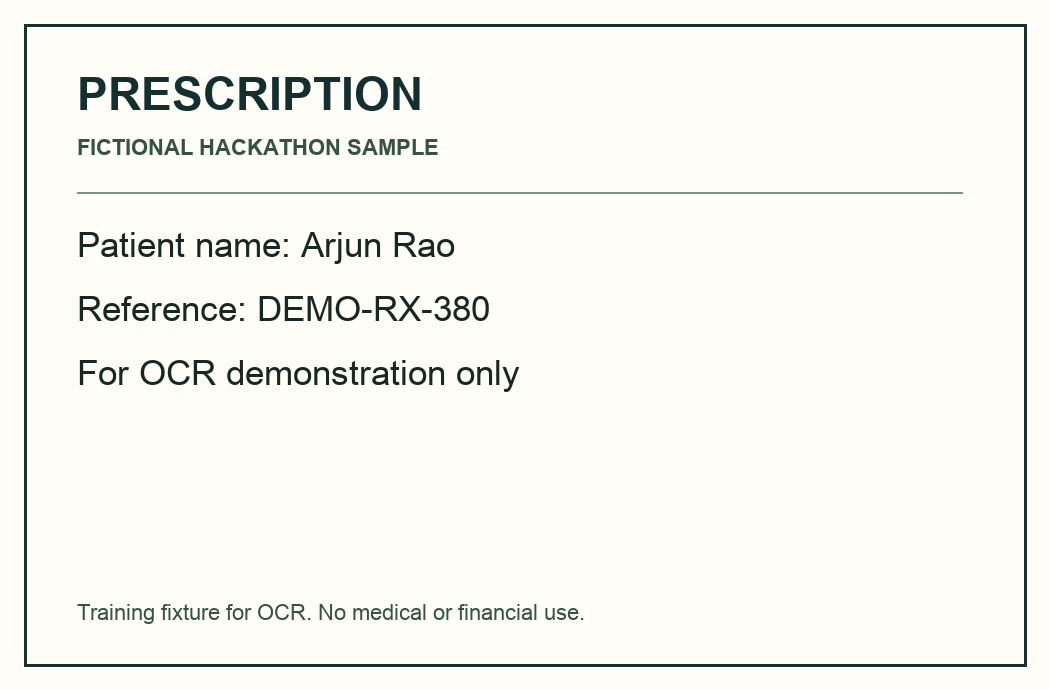 PRESCRIPTION
FICTIONAL HACKATHON SAMPLE
Patient name: Arjun Rao
Reference: DEMO-RX-380
For OCR demonstration only
Training fixture for OCR. No medical or financial use.